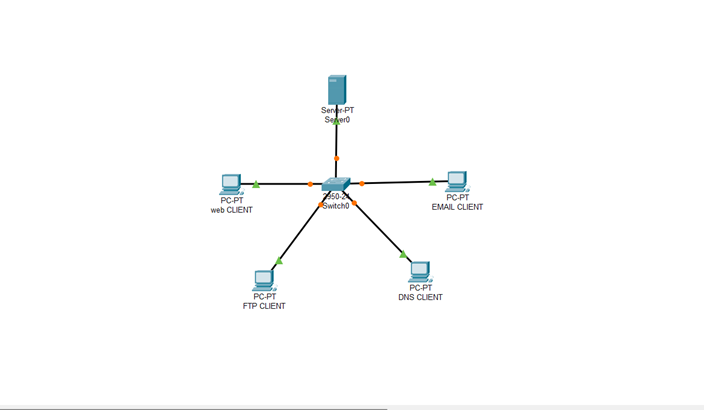 Server-PT
Server0
PC-PT
web CLIENT
2950-24
Switch0
PC-PT
EMAIL CLIENT
PC-PT
FTP CLIENT
PC-PT
DNS CLIENT